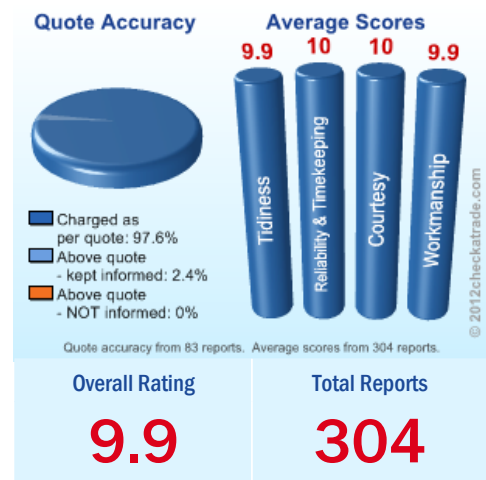 Quote Accuracy
Average Scores
9.9
10
10
9.9
Tidiness
Reliability & Timekeeping
Courtesy
Workmanship
Charged as
per quote: 97.6%
Above quote
- kept informed: 2.4%
Above quote
- NOT informed: 0%
© 2012checkatrade.com
Quote accuracy from 83 reports. Average scores from 304 reports.
Overall Rating
9.9
Total Reports
304